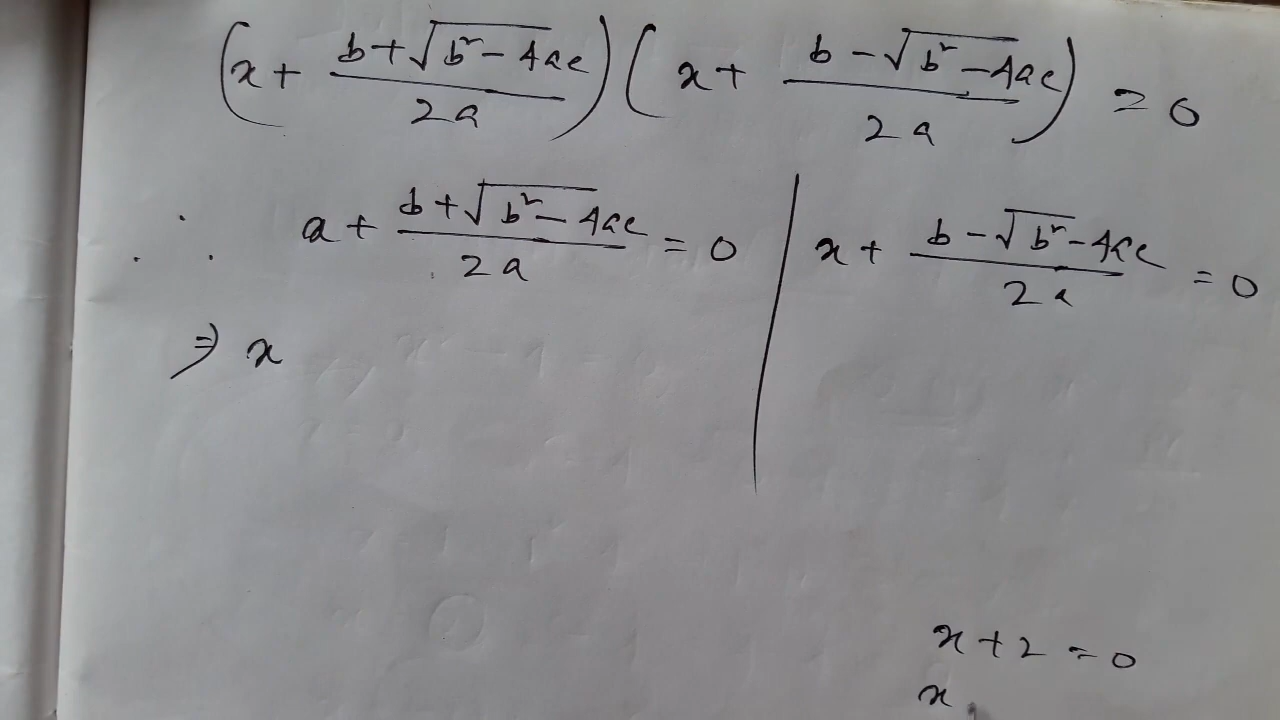 (x + (b + √(b² - 4ac))/(2a)) (x + (b - √(b² - 4ac))/(2a)) = 0
∴ a + (b + √(b² - 4ac))/(2a) = 0 | x + (b - √(b² - 4ac))/(2a) = 0
⇒ x
x + 2 = 0
x